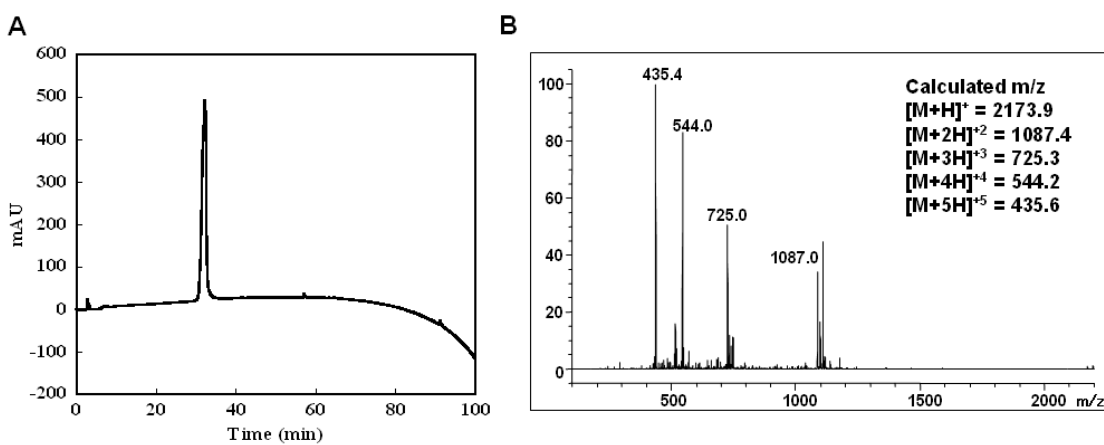 A
600
500
400
300
200
100
0
-100
-200
mAU
0 20 40 60 80 100
Time (min)
B
100
80
60
40
20
0
435.4
544.0
725.0
1087.0
Calculated m/z
[M+H]⁺ = 2173.9
[M+2H]⁺² = 1087.4
[M+3H]⁺³ = 725.3
[M+4H]⁺⁴ = 544.2
[M+5H]⁺⁵ = 435.6
500 1000 1500 2000 m/z